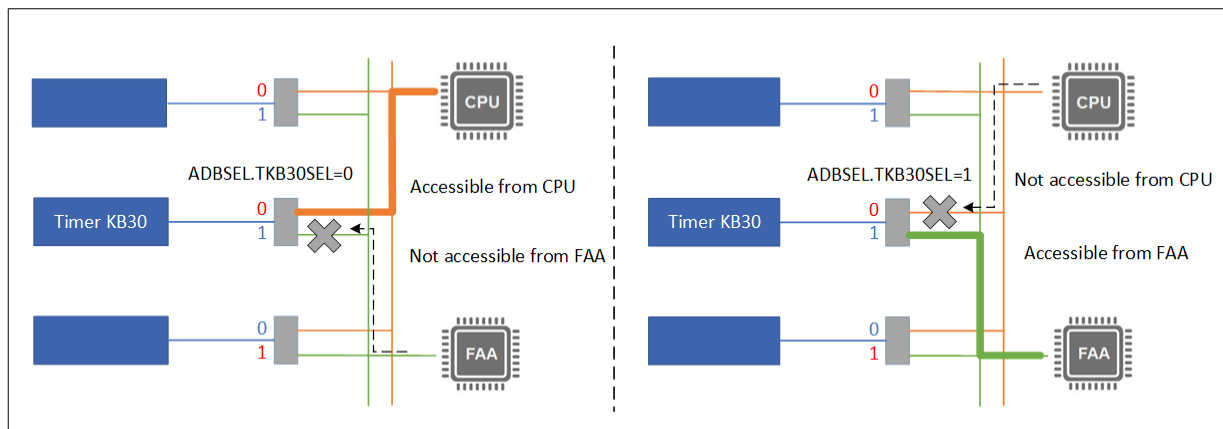 0
1
CPU
ADBSEL.TKB30SEL=0
Accessible from CPU
Timer KB30
0
1
Not accessible from FAA
0
1
FAA
0
1
CPU
ADBSEL.TKB30SEL=1
Not accessible from CPU
Timer KB30
0
1
Accessible from FAA
0
1
FAA